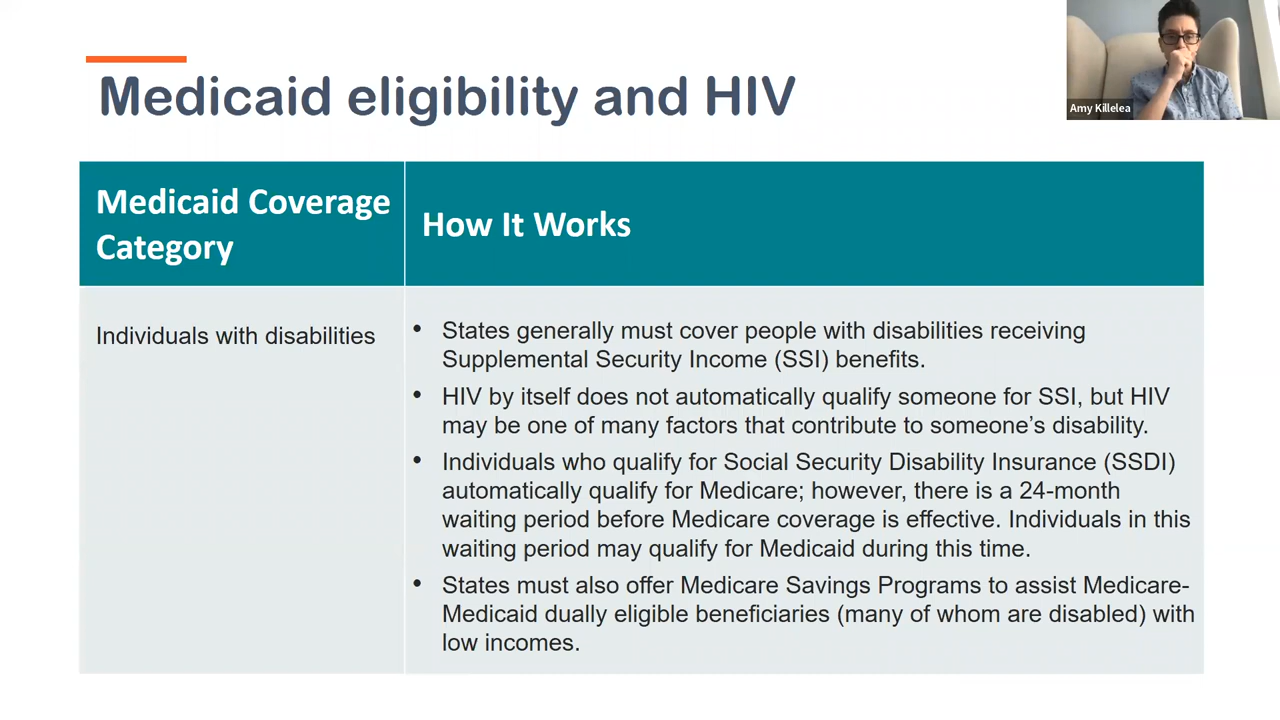 Medicaid eligibility and HIV
Amy Killelea
Medicaid Coverage
Category
How It Works
Individuals with disabilities
• States generally must cover people with disabilities receiving
Supplemental Security Income (SSI) benefits.
• HIV by itself does not automatically qualify someone for SSI, but HIV
may be one of many factors that contribute to someone’s disability.
• Individuals who qualify for Social Security Disability Insurance (SSDI)
automatically qualify for Medicare; however, there is a 24-month
waiting period before Medicare coverage is effective. Individuals in this
waiting period may qualify for Medicaid during this time.
• States must also offer Medicare Savings Programs to assist Medicare-
Medicaid dually eligible beneficiaries (many of whom are disabled) with
low incomes.